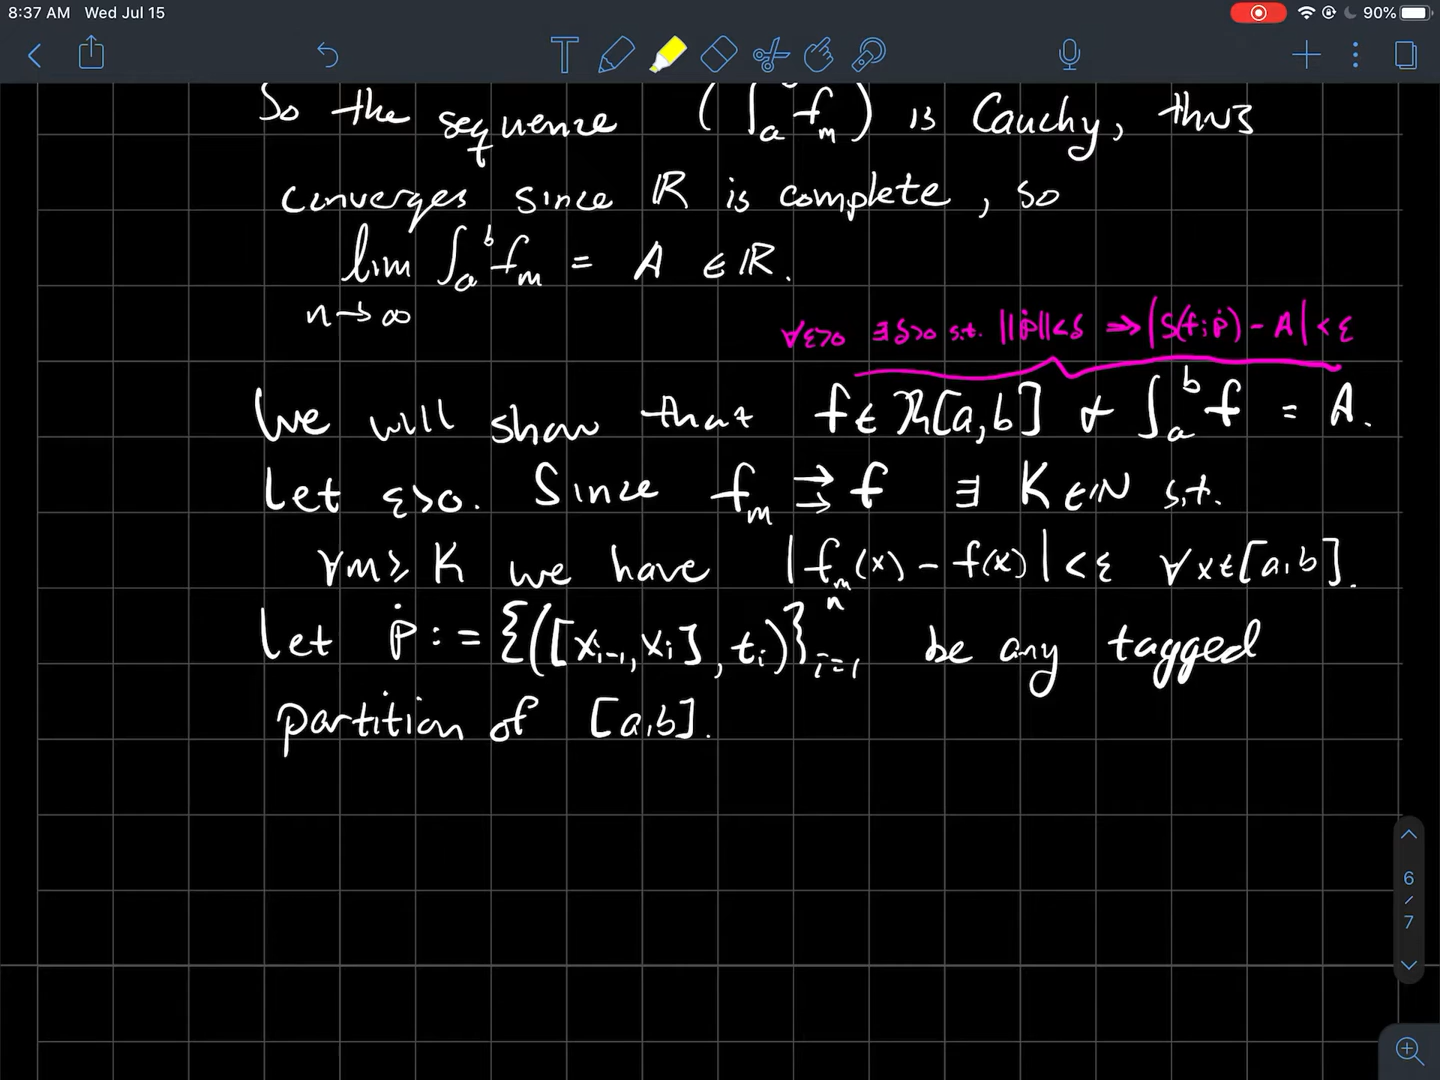 8:37 AM Wed Jul 15
90%
So the sequence (∫ₐᵇ fₘ) is Cauchy, thus
converges since ℝ is complete, so
lim ∫ₐᵇ fₘ = A ∈ ℝ.
n→∞
∀ε>0 ∃δ>0 s.t. ||Ṗ||<δ ⇒ |S(f;Ṗ) - A| < ε
We will show that f ∈ ℛ[a,b] & ∫ₐᵇ f = A.
Let ε>0. Since fₘ ⇉ f ∃ K∈ℕ s.t.
∀m≥K we have |fₘ(x) - f(x)| < ε ∀x∈[a,b].
Let Ṗ := {([xᵢ₋₁, xᵢ], tᵢ)}ⁿᵢ₌₁ be any tagged
partition of [a,b].
6
/
7